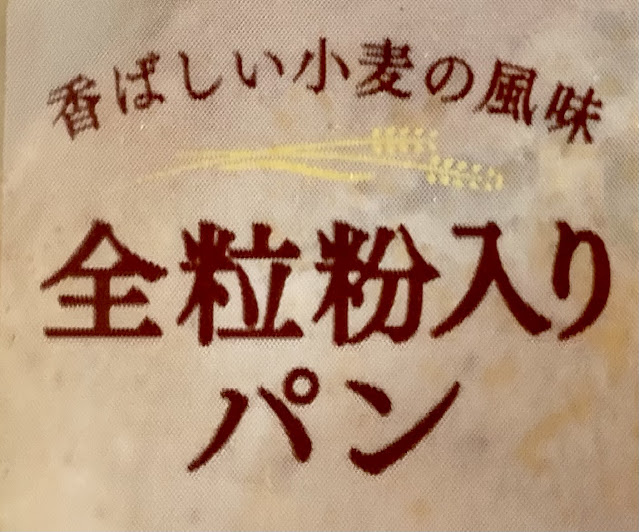 香ばしい小麦の風味
全粒粉入り
パン